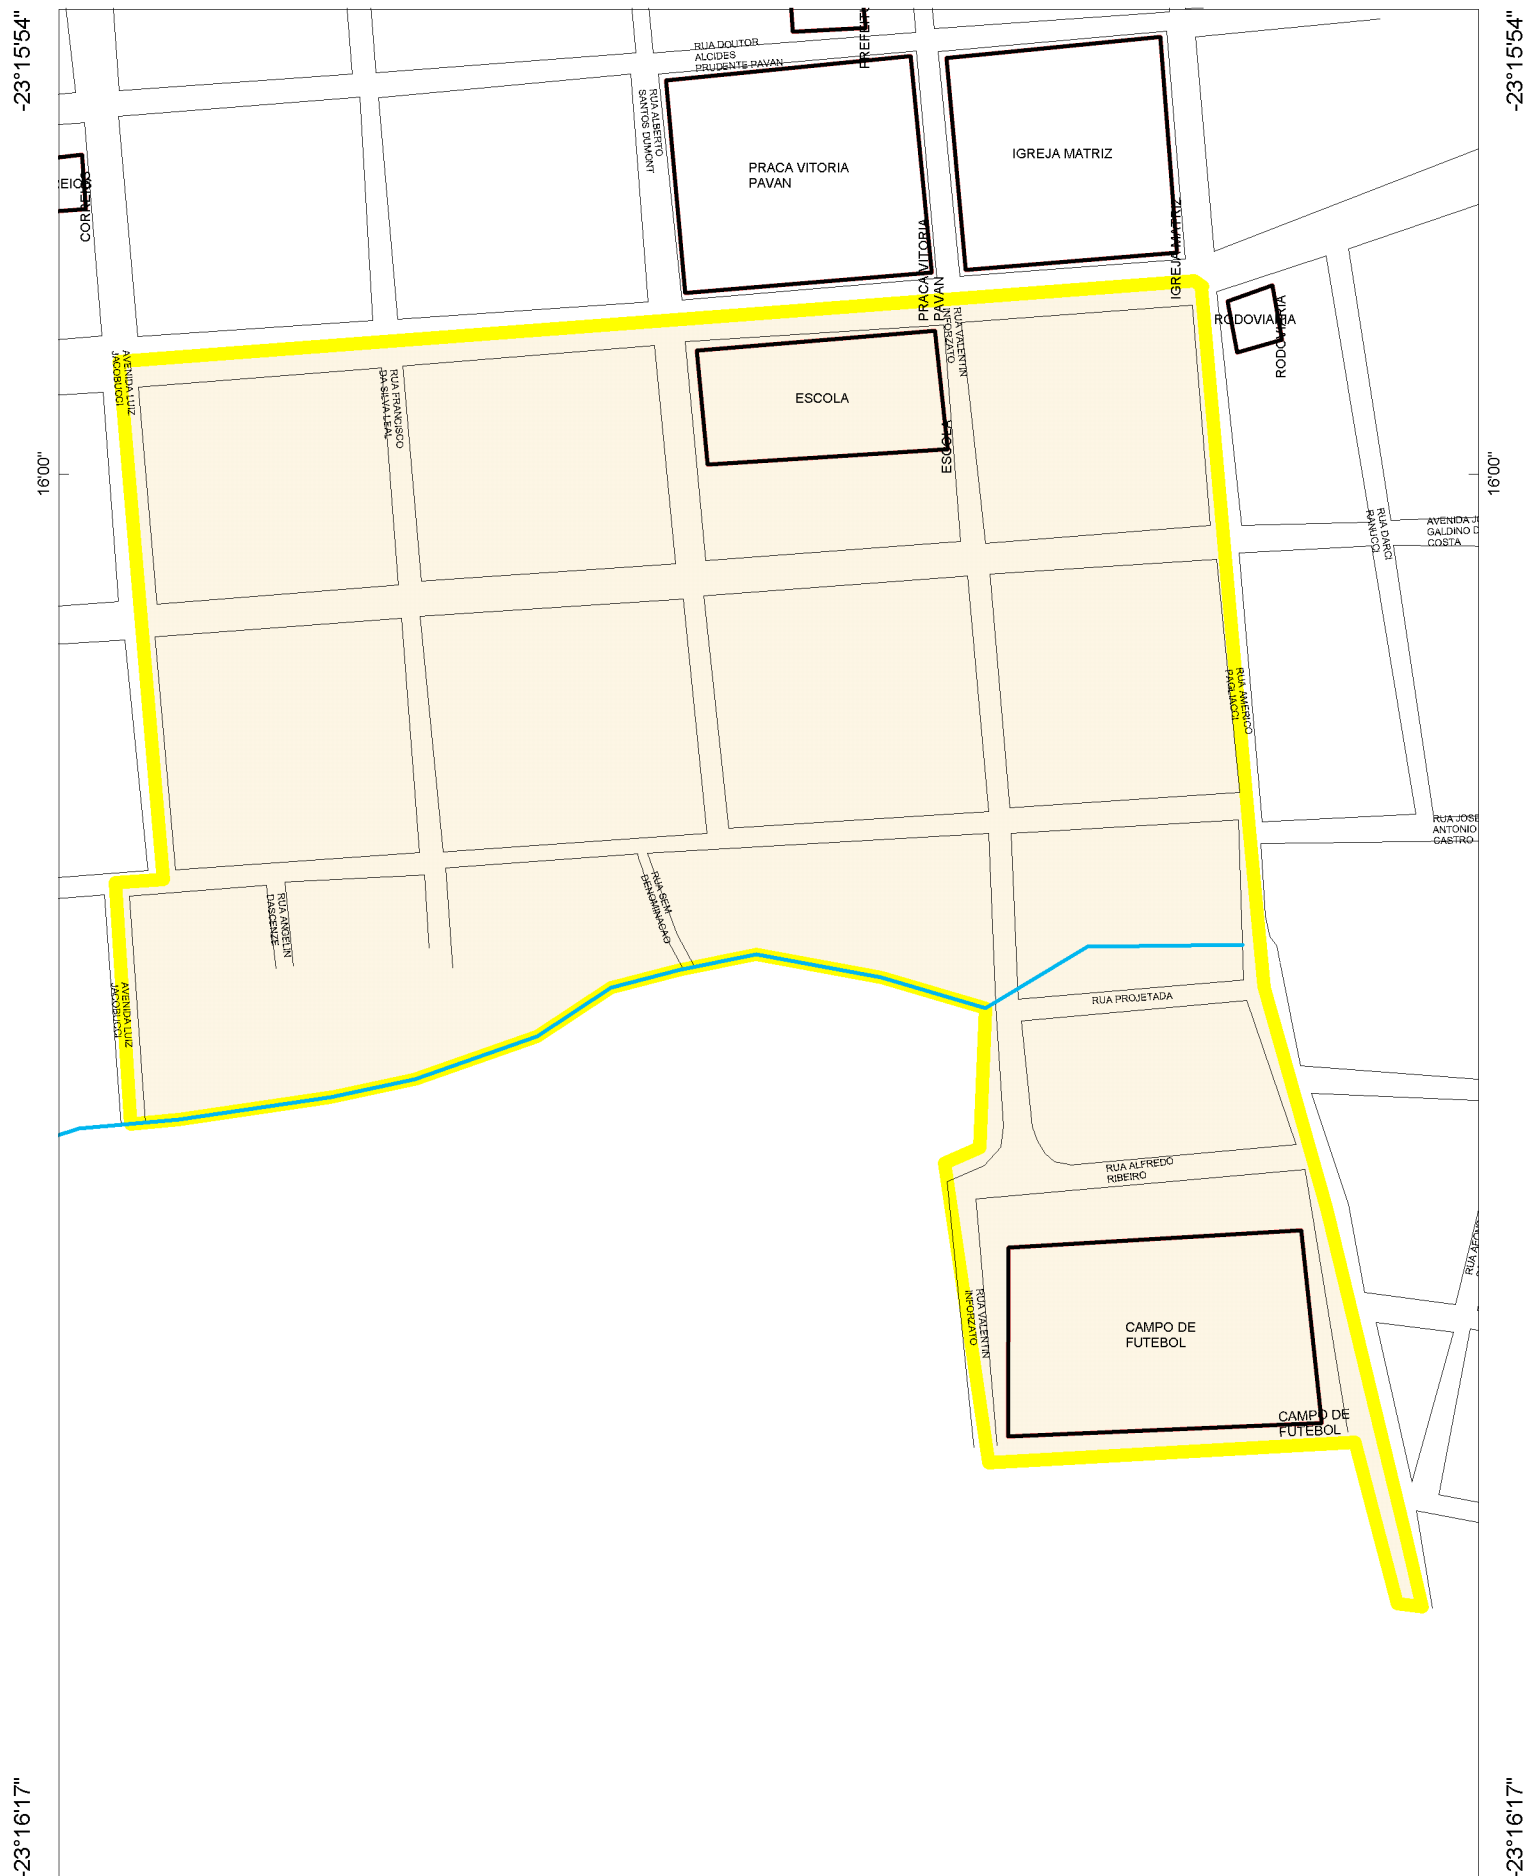 -23°15'54"
-23°15'54"
RUA DOUTOR
ALCIDES
PRUDENTE PAVAN
RUA ALBERTO
SANTOS DUMONT
PRACA VITORIA
PAVAN
IGREJA MATRIZ
CORREIOS
PRACA VITORIA
PAVAN
IGREJA MATRIZ
RODOVIARIA
RODOVIARIA
RUA VALENTIN
INFORZATO
AVENIDA LUIZ
JACOBUCCI
RUA FRANCISCO
DA SILVA LEAL
ESCOLA
ESCOLA
16'00"
16'00"
RUA DARCI
RANUCCI
AVENIDA
GALDINO
COSTA
RUA AMERICO
PAGLIACCI
RUA JOSE
ANTONIO
CASTRO
RUA ANGELIN
DASCENZE
RUA SEM
DENOMINACAO
AVENIDA LUIZ
JACOBUCCI
RUA PROJETADA
RUA ALFREDO
RIBEIRO
RUA VALENTIN
INFORZATO
CAMPO DE
FUTEBOL
CAMPO DE
FUTEBOL
-23°16'17"
-23°16'17"